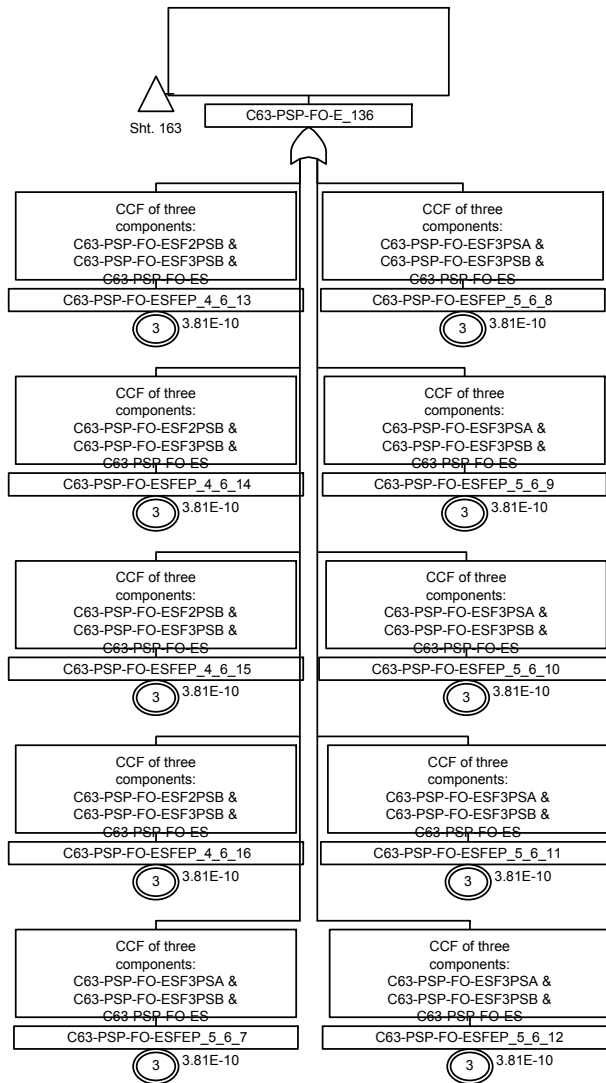 Sht. 163
C63-PSP-FO-E_136
CCF of three
components:
C63-PSP-FO-ESF2PSB &
C63-PSP-FO-ESF3PSB &
C63-PSP-FO-ES
C63-PSP-FO-ESFEP_4_6_13
3
3.81E-10
CCF of three
components:
C63-PSP-FO-ESF3PSA &
C63-PSP-FO-ESF3PSB &
C63-PSP-FO-ES
C63-PSP-FO-ESFEP_5_6_8
3
3.81E-10
CCF of three
components:
C63-PSP-FO-ESF2PSB &
C63-PSP-FO-ESF3PSB &
C63-PSP-FO-ES
C63-PSP-FO-ESFEP_4_6_14
3
3.81E-10
CCF of three
components:
C63-PSP-FO-ESF3PSA &
C63-PSP-FO-ESF3PSB &
C63-PSP-FO-ES
C63-PSP-FO-ESFEP_5_6_9
3
3.81E-10
CCF of three
components:
C63-PSP-FO-ESF2PSB &
C63-PSP-FO-ESF3PSB &
C63-PSP-FO-ES
C63-PSP-FO-ESFEP_4_6_15
3
3.81E-10
CCF of three
components:
C63-PSP-FO-ESF3PSA &
C63-PSP-FO-ESF3PSB &
C63-PSP-FO-ES
C63-PSP-FO-ESFEP_5_6_10
3
3.81E-10
CCF of three
components:
C63-PSP-FO-ESF2PSB &
C63-PSP-FO-ESF3PSB &
C63-PSP-FO-ES
C63-PSP-FO-ESFEP_4_6_16
3
3.81E-10
CCF of three
components:
C63-PSP-FO-ESF3PSA &
C63-PSP-FO-ESF3PSB &
C63-PSP-FO-ES
C63-PSP-FO-ESFEP_5_6_11
3
3.81E-10
CCF of three
components:
C63-PSP-FO-ESF3PSA &
C63-PSP-FO-ESF3PSB &
C63-PSP-FO-ES
C63-PSP-FO-ESFEP_5_6_7
3
3.81E-10
CCF of three
components:
C63-PSP-FO-ESF3PSA &
C63-PSP-FO-ESF3PSB &
C63-PSP-FO-ES
C63-PSP-FO-ESFEP_5_6_12
3
3.81E-10